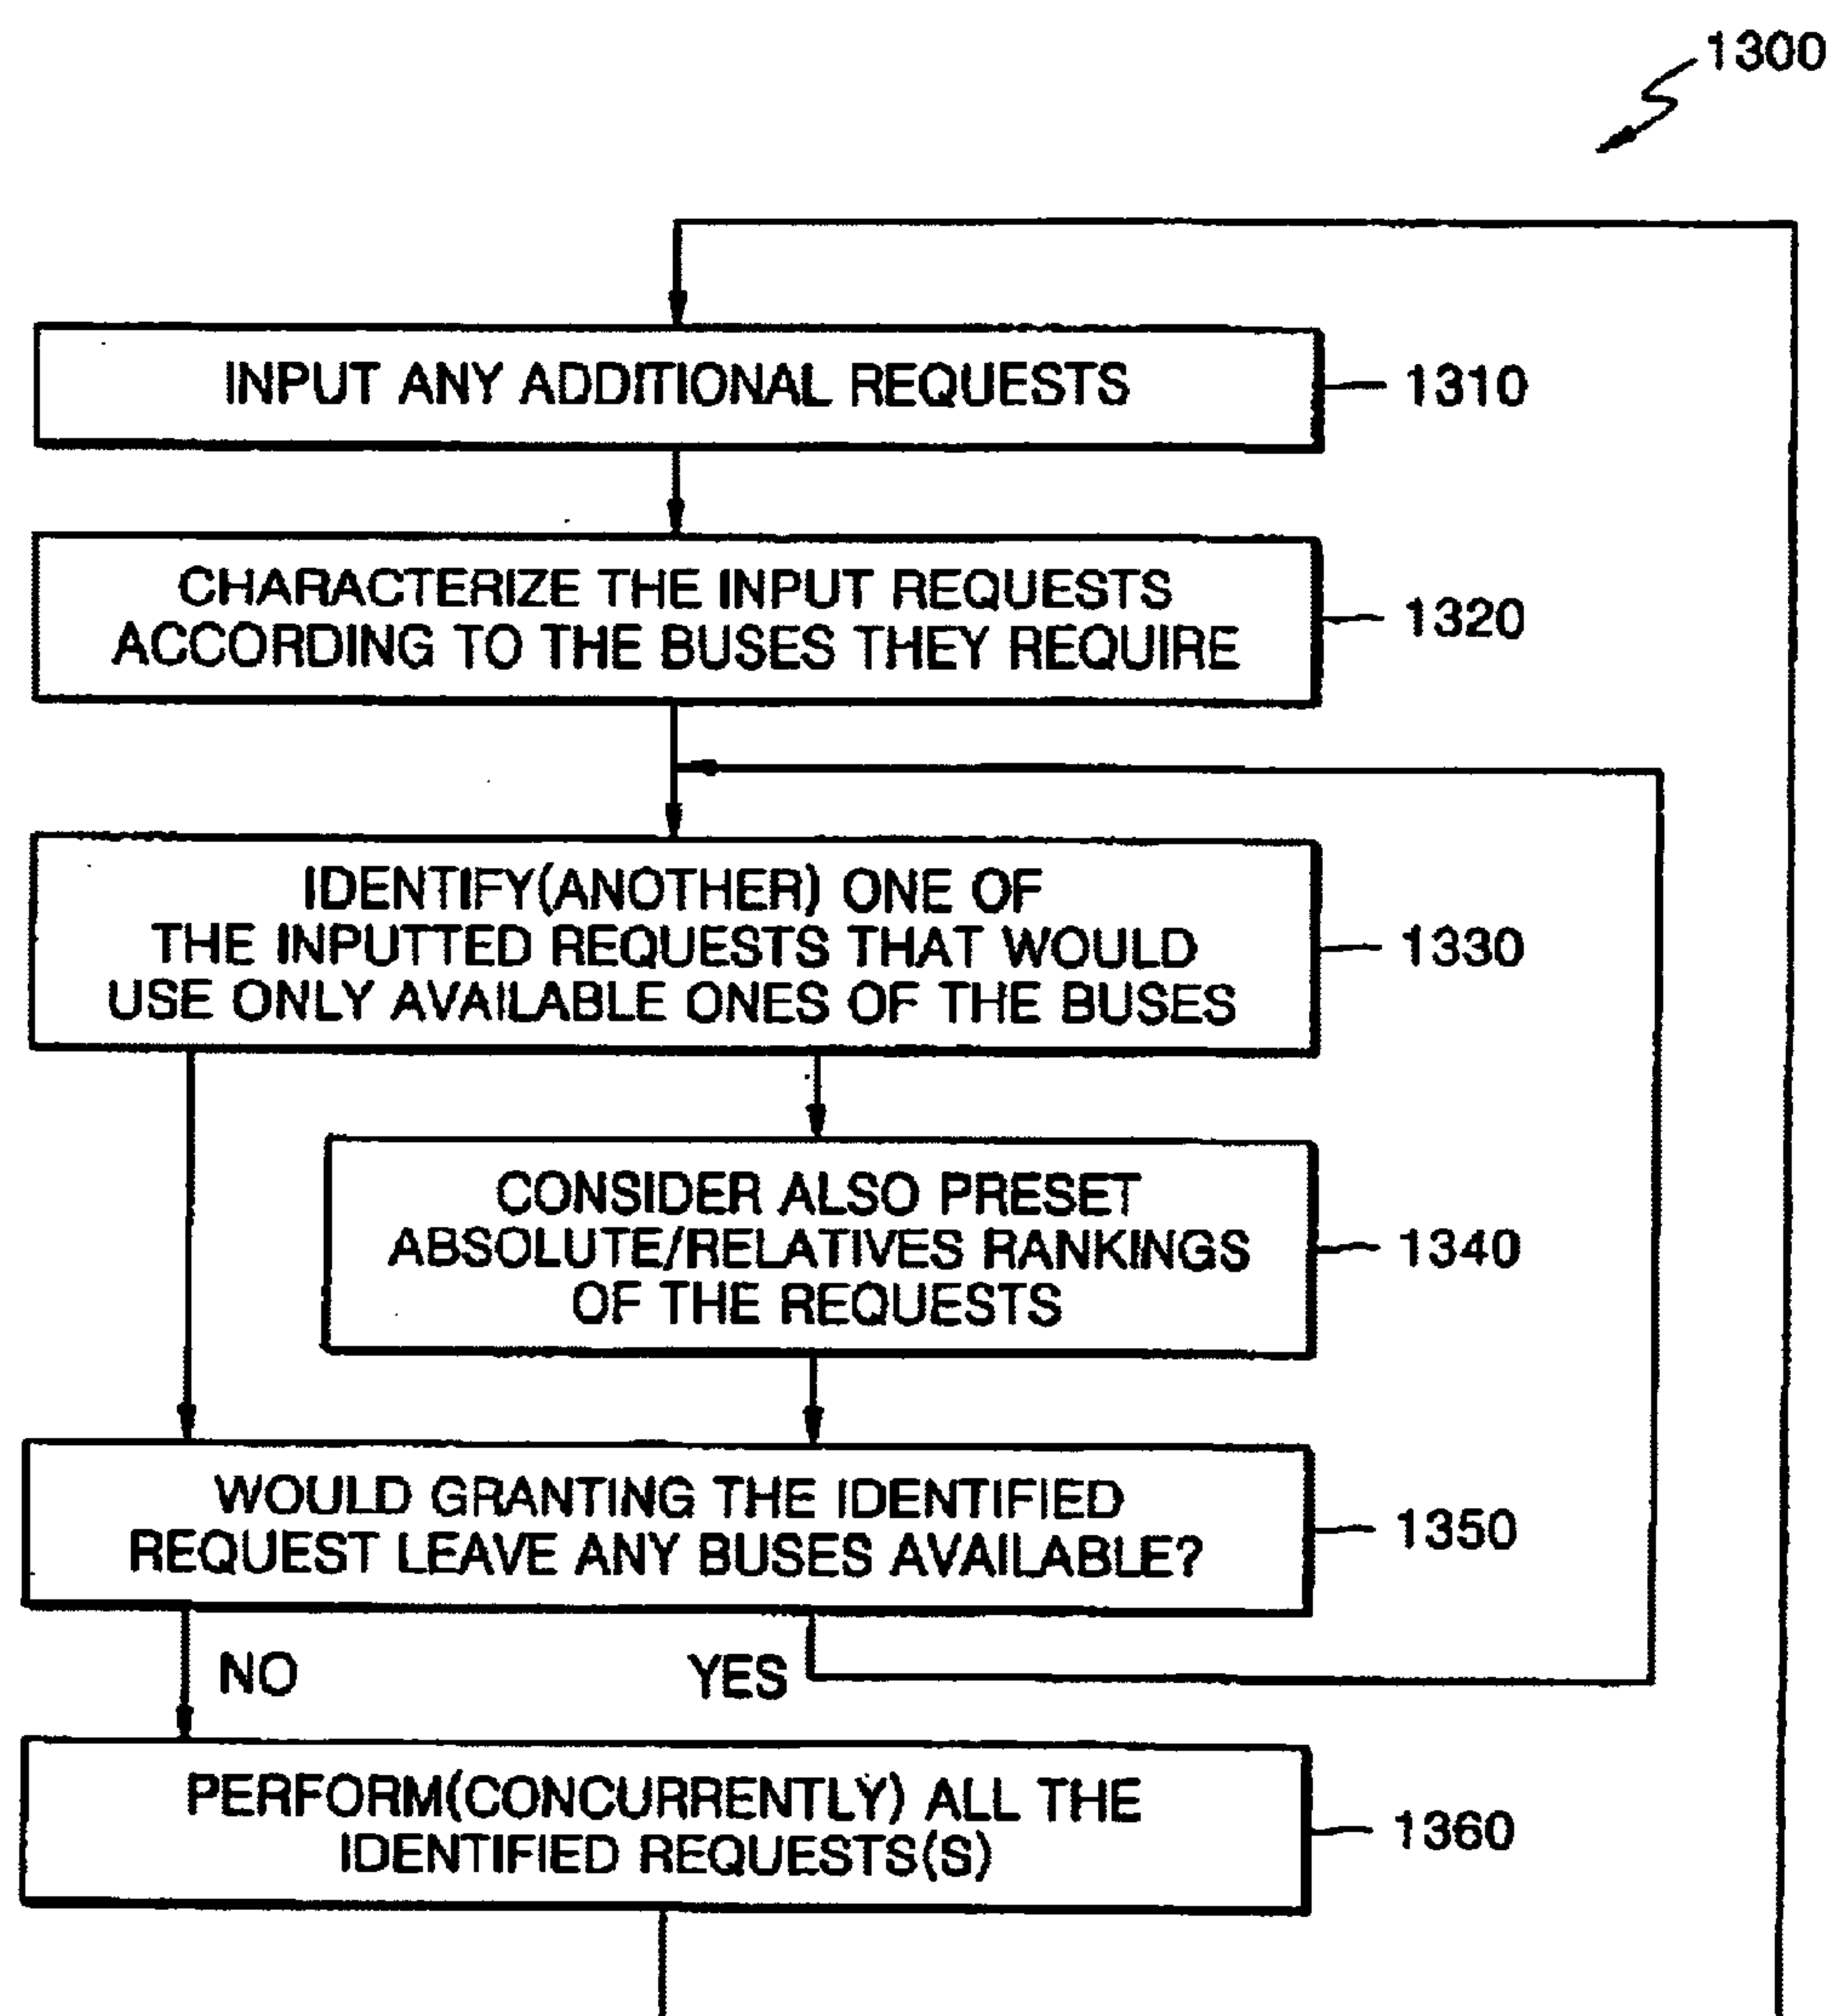 1300
INPUT ANY ADDITIONAL REQUESTS
1310
CHARACTERIZE THE INPUT REQUESTS
ACCORDING TO THE BUSES THEY REQUIRE
1320
IDENTIFY(ANOTHER) ONE OF
THE INPUTTED REQUESTS THAT WOULD
USE ONLY AVAILABLE ONES OF THE BUSES
1330
CONSIDER ALSO PRESET
ABSOLUTE/RELATIVES RANKINGS
OF THE REQUESTS
1340
WOULD GRANTING THE IDENTIFIED
REQUEST LEAVE ANY BUSES AVAILABLE?
1350
NO
YES
PERFORM(CONCURRENTLY) ALL THE
IDENTIFIED REQUESTS(S)
1360